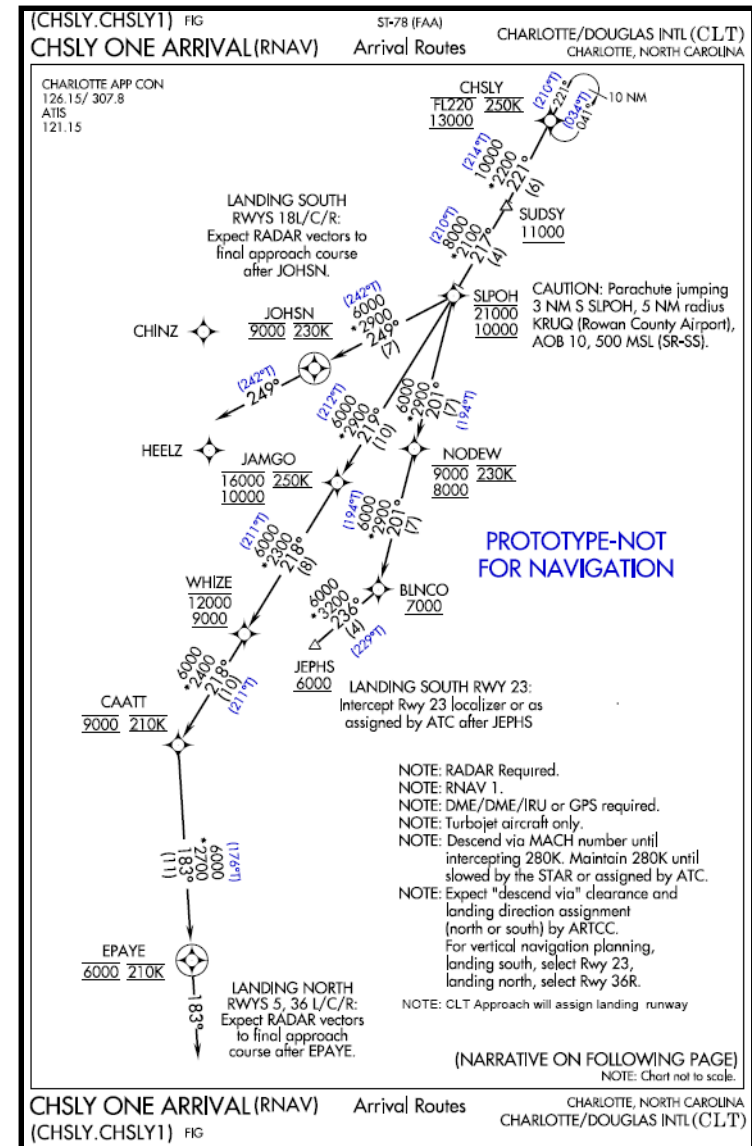 (CHSLY.CHSLY1) FIG
ST-78 (FAA)
CHARLOTTE/DOUGLAS INTL (CLT)
CHSLY ONE ARRIVAL (RNAV)
Arrival Routes
CHARLOTTE, NORTH CAROLINA
CHARLOTTE APP CON
126.15/ 307.8
ATIS
121.15
CHSLY
FL220 250K
13000
(210°T)
221°
(034°T)
041°
10 NM
(214°T)
10000
*2200
221°
(6)
SUDSY
11000
(210°T)
8000
*2100
217°
(4)
LANDING SOUTH
RWYS 18L/C/R:
Expect RADAR vectors to
final approach course
after JOHSN.
SLPOH
21000
10000
CAUTION: Parachute jumping
3 NM S SLPOH, 5 NM radius
KRUQ (Rowan County Airport),
AOB 10, 500 MSL (SR-SS).
(242°T)
6000
*2900
249°
(7)
JOHSN
9000 230K
CHINZ
(242°T)
249°
HEELZ
(212°T)
6000
*2900
219°
(10)
6000
*2900
201°
(7)
(194°T)
JAMGO
16000 250K
10000
NODEW
9000 230K
8000
(194°T)
6000
*2900
201°
(7)
PROTOTYPE-NOT
FOR NAVIGATION
(211°T)
6000
*2300
218°
(8)
WHIZE
12000
9000
BLNCO
7000
6000
*3200
236°
(4)
(229°T)
JEPHS
6000
LANDING SOUTH RWY 23:
Intercept Rwy 23 localizer or as
assigned by ATC after JEPHS
6000
*2400
218°
(10)
(211°T)
CAATT
9000 210K
NOTE: RADAR Required.
NOTE: RNAV 1.
NOTE: DME/DME/IRU or GPS required.
NOTE: Turbojet aircraft only.
NOTE: Descend via MACH number until
intercepting 280K. Maintain 280K until
slowed by the STAR or assigned by ATC.
NOTE: Expect "descend via" clearance and
landing direction assignment
(north or south) by ARTCC.
For vertical navigation planning,
landing south, select Rwy 23,
landing north, select Rwy 36R.
NOTE: CLT Approach will assign landing runway
(176°T)
6000
*2700
183°
(11)
EPAYE
6000 210K
183°
LANDING NORTH
RWYS 5, 36 L/C/R:
Expect RADAR vectors
to final approach
course after EPAYE.
(NARRATIVE ON FOLLOWING PAGE)
NOTE: Chart not to scale.
CHSLY ONE ARRIVAL (RNAV)
Arrival Routes
CHARLOTTE, NORTH CAROLINA
(CHSLY.CHSLY1) FIG
CHARLOTTE/DOUGLAS INTL (CLT)